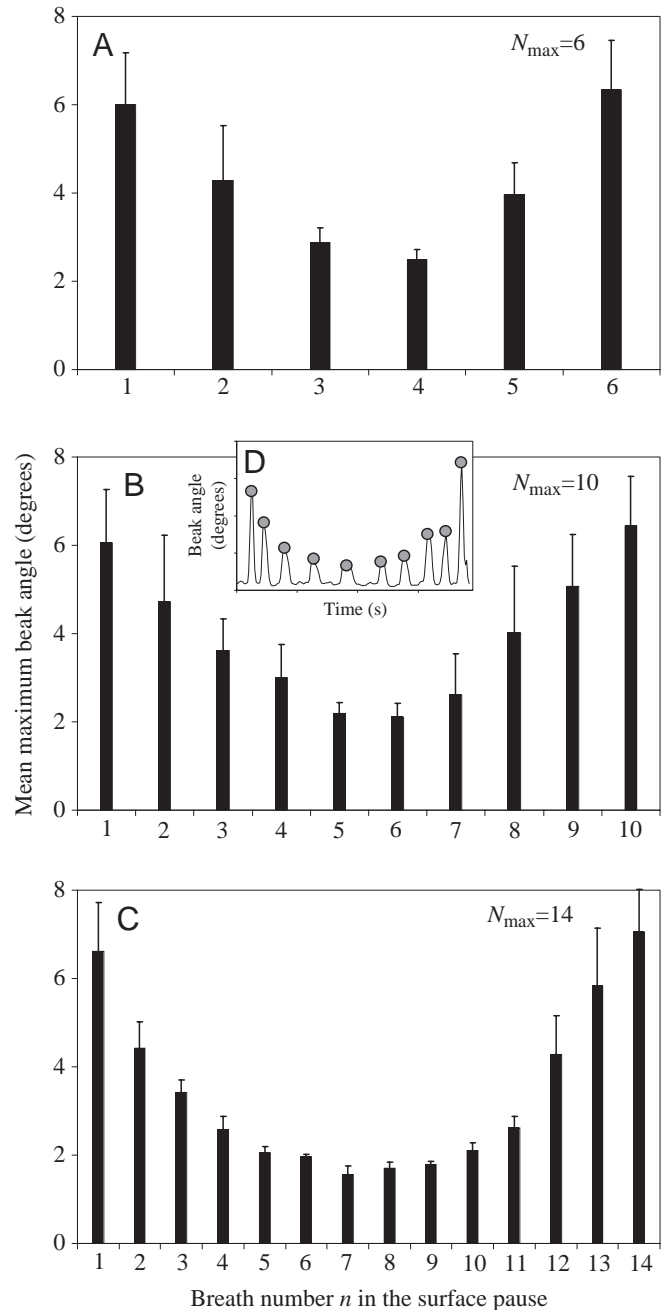 8
A
N_max=6
6
4
2
0
1 2 3 4 5 6
Mean maximum beak angle (degrees)
8
B
D
N_max=10
Beak angle
(degrees)
Time (s)
6
4
2
0
1 2 3 4 5 6 7 8 9 10
8
C
N_max=14
6
4
2
0
1 2 3 4 5 6 7 8 9 10 11 12 13 14
Breath number n in the surface pause